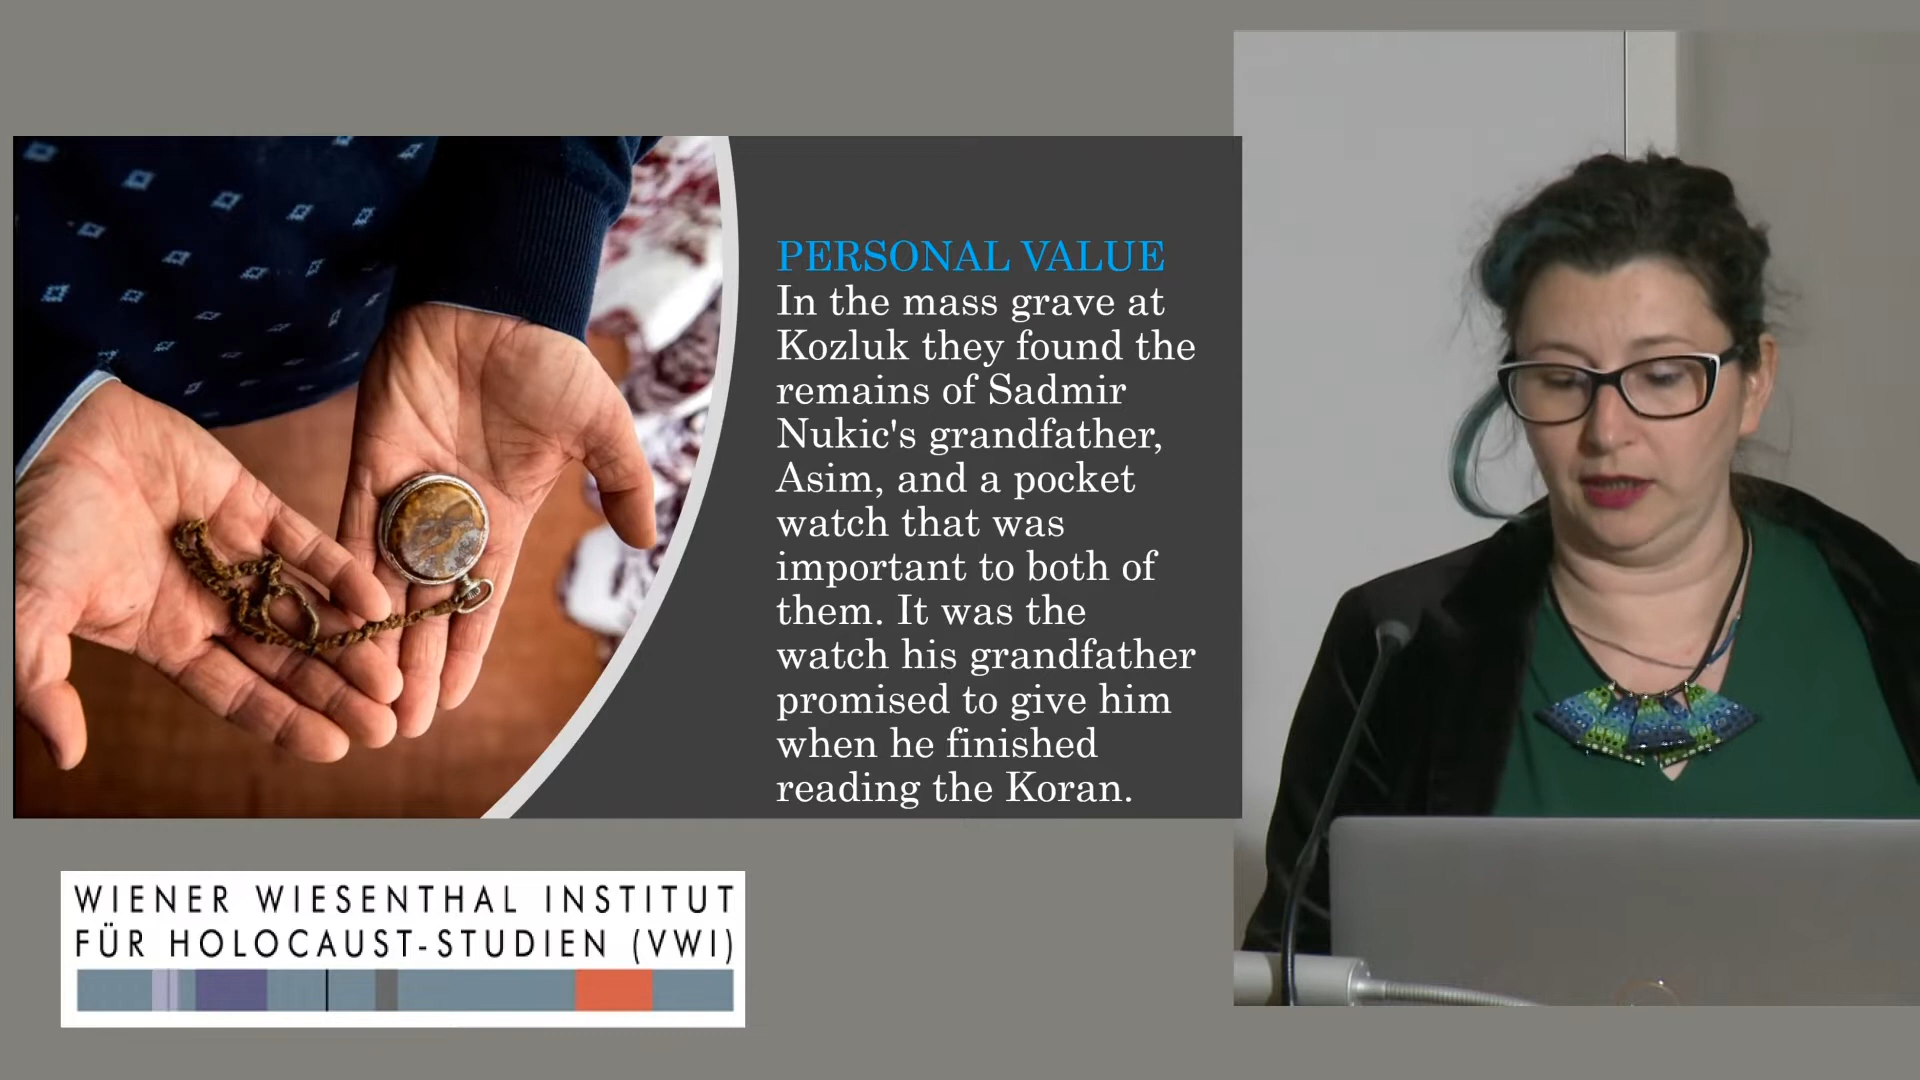 PERSONAL VALUE
In the mass grave at
Kozluk they found the
remains of Sadmir
Nukic's grandfather,
Asim, and a pocket
watch that was
important to both of
them. It was the
watch his grandfather
promised to give him
when he finished
reading the Koran.
WIENER WIESENTHAL INSTITUT
FÜR HOLOCAUST-STUDIEN (VWI)